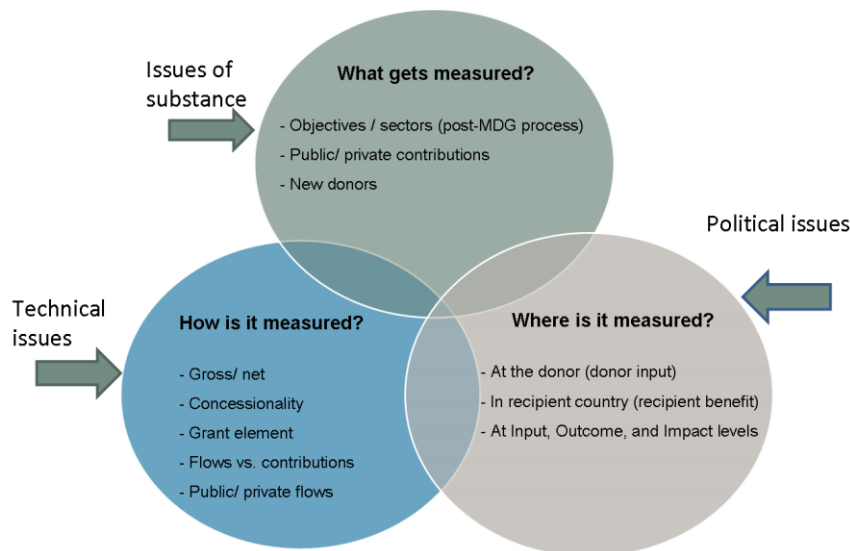 Issues of
substance
What gets measured?
- Objectives / sectors (post-MDG process)
- Public/ private contributions
- New donors
Political issues
Technical
issues
How is it measured?
- Gross/ net
- Concessionality
- Grant element
- Flows vs. contributions
- Public/ private flows
Where is it measured?
- At the donor (donor input)
- In recipient country (recipient benefit)
- At Input, Outcome, and Impact levels